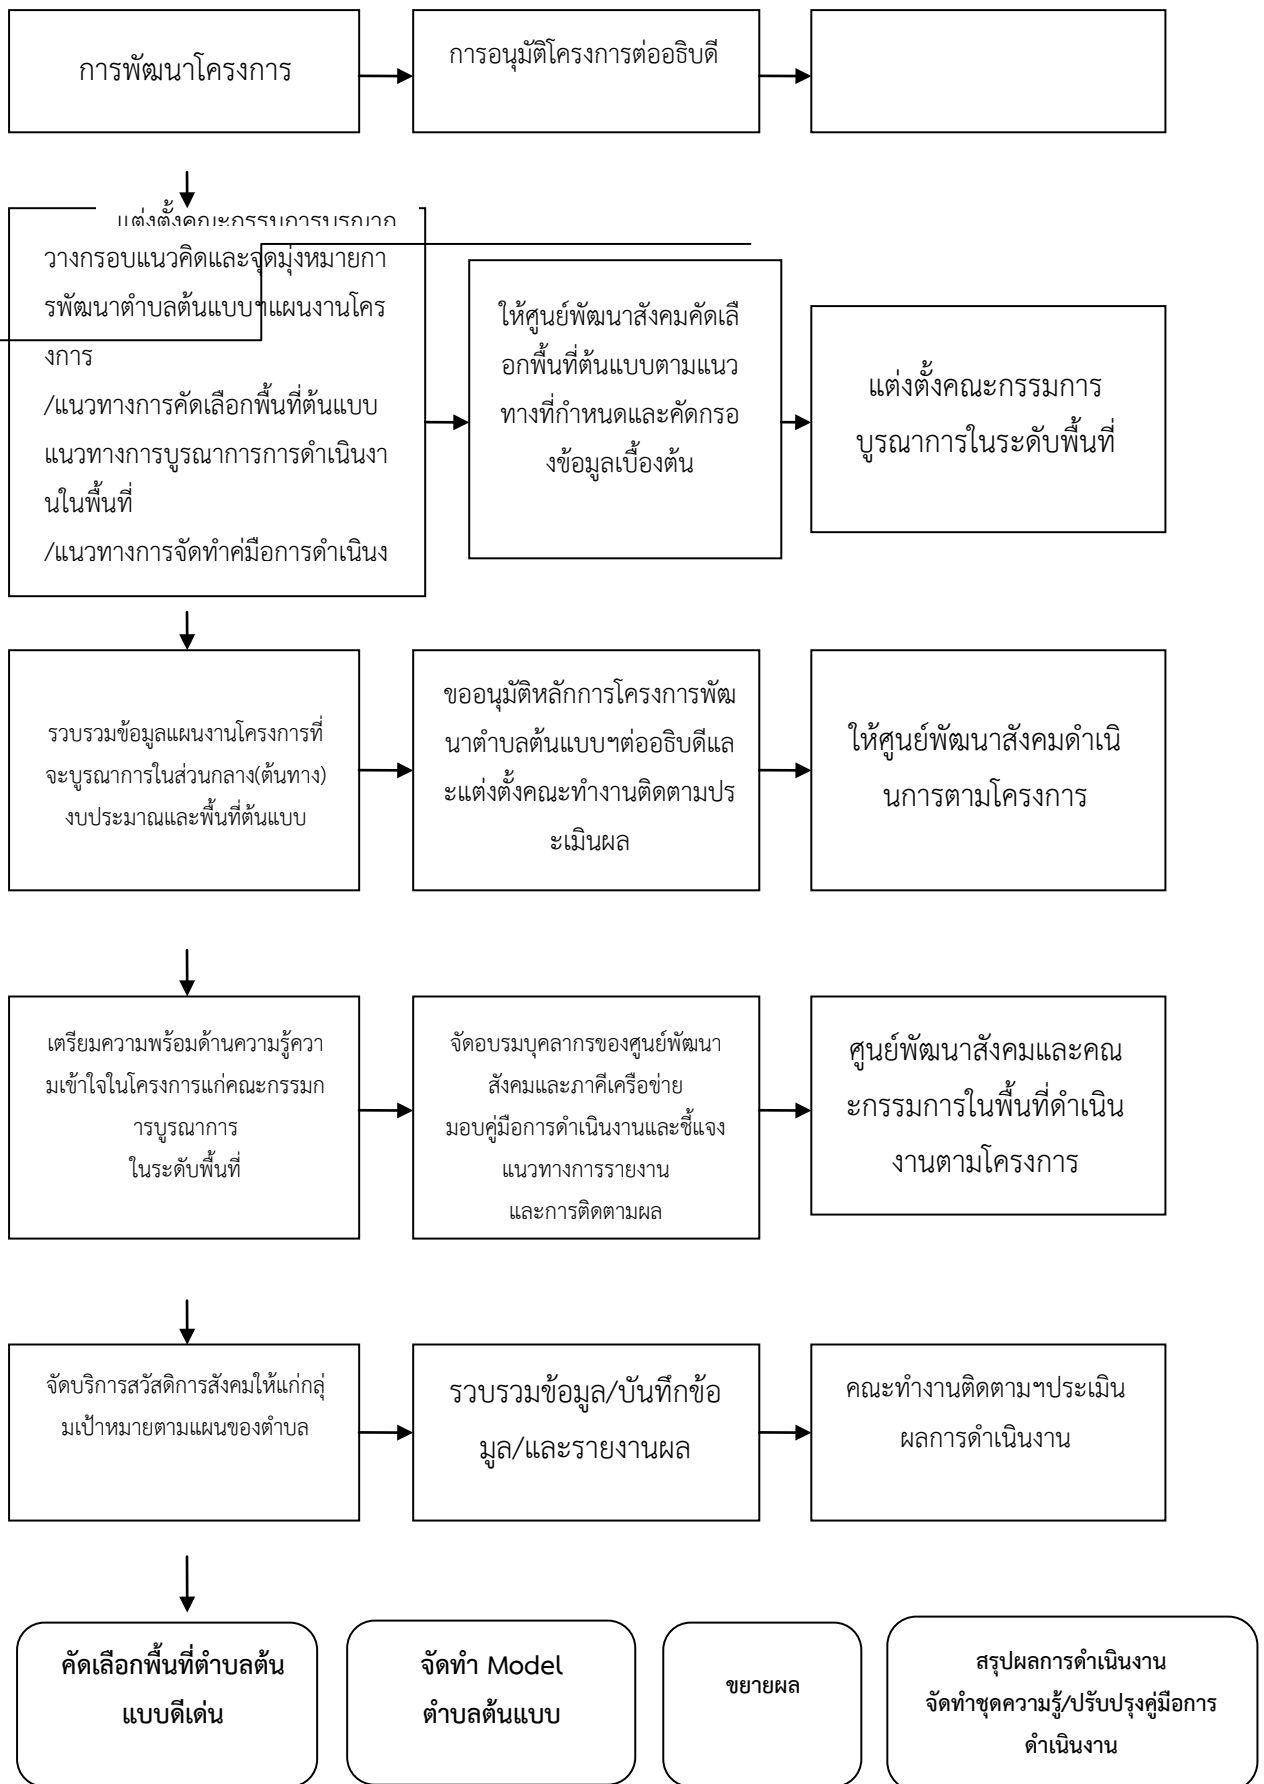 การพัฒนาโครงการ
การอนุมัติโครงการต่ออธิบดี
แต่งตั้งคณะกรรมการบูรณาก
วางกรอบแนวคิดและจุดมุ่งหมายกา
รพัฒนาตำบลต้นแบบฯแผนงานโคร
งการ
/แนวทางการคัดเลือกพื้นที่ต้นแบบ
แนวทางการบูรณาการการดำเนินงา
นในพื้นที่
/แนวทางการจัดทำคู่มือการดำเนินง
ให้ศูนย์พัฒนาสังคมคัดเลื
อกพื้นที่ต้นแบบตามแนว
ทางที่กำหนดและคัดกรอ
งข้อมูลเบื้องต้น
แต่งตั้งคณะกรรมการ
บูรณาการในระดับพื้นที่
รวบรวมข้อมูลแผนงานโครงการที่
จะบูรณาการในส่วนกลาง(ต้นทาง)
งบประมาณและพื้นที่ต้นแบบ
ขออนุมัติหลักการโครงการพัฒ
นาตำบลต้นแบบฯต่ออธิบดีแล
ะแต่งตั้งคณะทำงานติดตามปร
ะเมินผล
ให้ศูนย์พัฒนาสังคมดำเนิ
นการตามโครงการ
เตรียมความพร้อมด้านความรู้ควา
มเข้าใจในโครงการแก่คณะกรรมก
ารบูรณาการ
ในระดับพื้นที่
จัดอบรมบุคลากรของศูนย์พัฒนา
สังคมและภาคีเครือข่าย
มอบคู่มือการดำเนินงานและชี้แจง
แนวทางการรายงาน
และการติดตามผล
ศูนย์พัฒนาสังคมและคณ
ะกรรมการในพื้นที่ดำเนิน
งานตามโครงการ
จัดบริการสวัสดิการสังคมให้แก่กลุ่
มเป้าหมายตามแผนของตำบล
รวบรวมข้อมูล/บันทึกข้อ
มูล/และรายงานผล
คณะทำงานติดตามฯประเมิน
ผลการดำเนินงาน
คัดเลือกพื้นที่ตำบลต้น
แบบดีเด่น
จัดทำ Model
ตำบลต้นแบบ
ขยายผล
สรุปผลการดำเนินงาน
จัดทำชุดความรู้/ปรับปรุงคู่มือการ
ดำเนินงาน